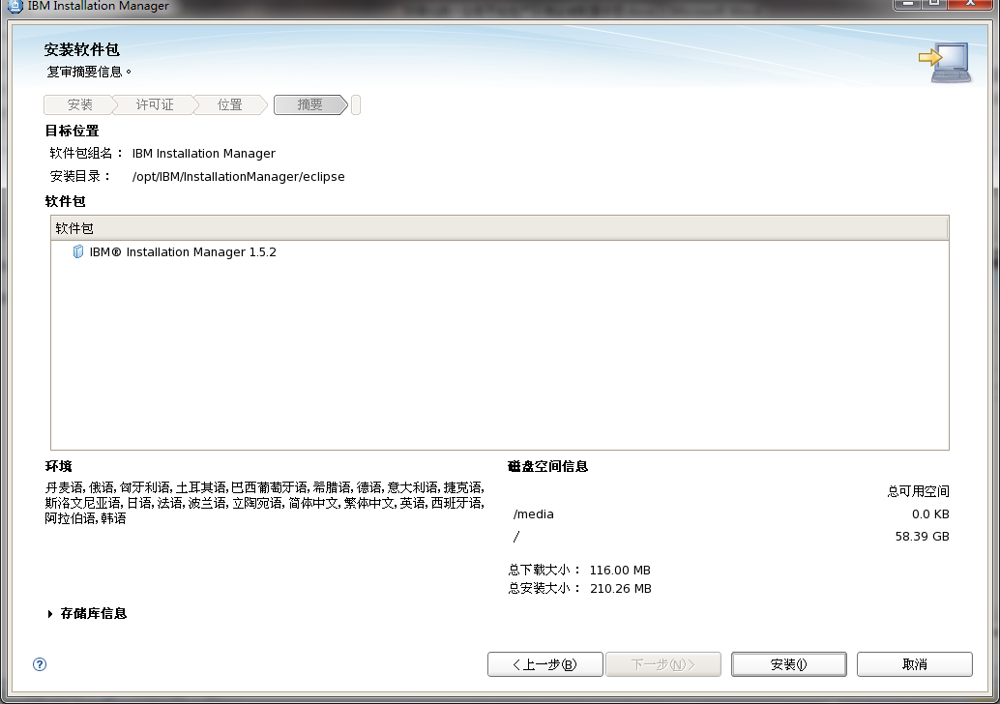 IBM Installation Manager
安装软件包
复审摘要信息。
安装
许可证
位置
摘要
目标位置
软件包组名： IBM Installation Manager
安装目录： /opt/IBM/InstallationManager/eclipse
软件包
软件包
IBM® Installation Manager 1.5.2
环境
丹麦语, 俄语, 匈牙利语, 土耳其语, 巴西葡萄牙语, 希腊语, 德语, 意大利语, 捷克语,
斯洛文尼亚语, 日语, 法语, 波兰语, 立陶宛语, 简体中文, 繁体中文, 英语, 西班牙语,
阿拉伯语, 韩语
磁盘空间信息
总可用空间
/media 0.0 KB
/ 58.39 GB
总下载大小： 116.00 MB
总安装大小： 210.26 MB
存储库信息
?
<上一步(B)
下一步(N)>
安装(I)
取消